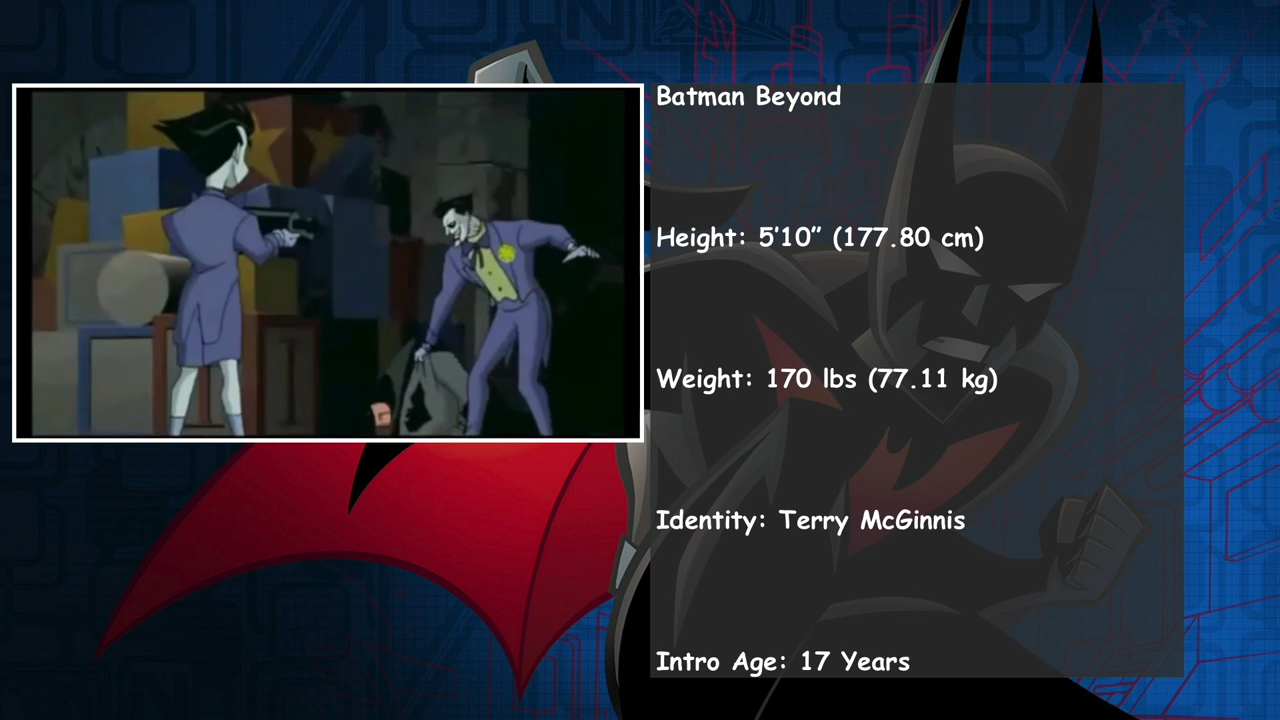 Batman Beyond
Height: 5'10” (177.80 cm)
Weight: 170 lbs (77.11 kg)
Identity: Terry McGinnis
Intro Age: 17 Years